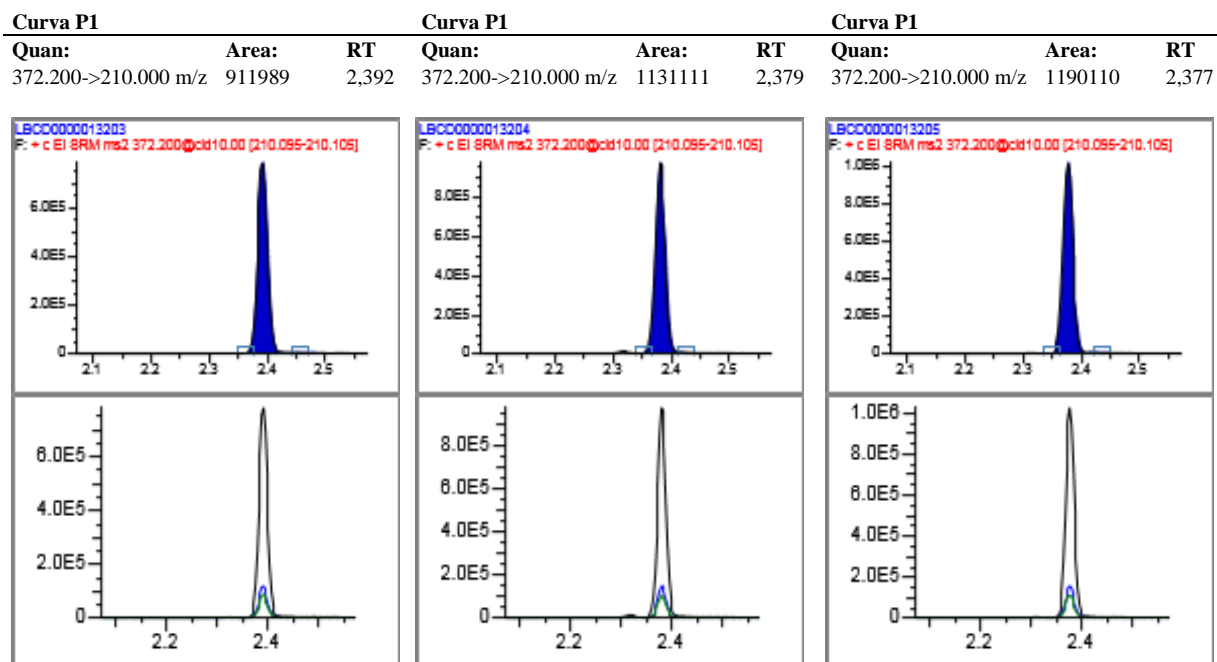 Curva P1 Curva P1 Curva P1
Quan: Area: RT Quan: Area: RT Quan: Area: RT
372.200->210.000 m/z 911989 2,392 372.200->210.000 m/z 1131111 2,379 372.200->210.000 m/z 1190110 2,377
LBCD0000013203 LBCD0000013204 LBCD0000013205
F: + c EI SRM ms2 372.200@cid10.00 [210.095-210.105] F: + c EI SRM ms2 372.200@cid10.00 [210.095-210.105] F: + c EI SRM ms2 372.200@cid10.00 [210.095-210.105]
1.0E6
6.0E5 8.0E5 8.0E5
6.0E5 6.0E5
4.0E5 4.0E5 4.0E5
2.0E5 2.0E5 2.0E5
0 0 0
2.1 2.2 2.3 2.4 2.5 2.1 2.2 2.3 2.4 2.5 2.1 2.2 2.3 2.4 2.5
1.0E6
6.0E5 8.0E5 8.0E5
6.0E5 6.0E5
4.0E5 4.0E5 4.0E5
2.0E5 2.0E5 2.0E5
0 0 0
2.2 2.4 2.2 2.4 2.2 2.4